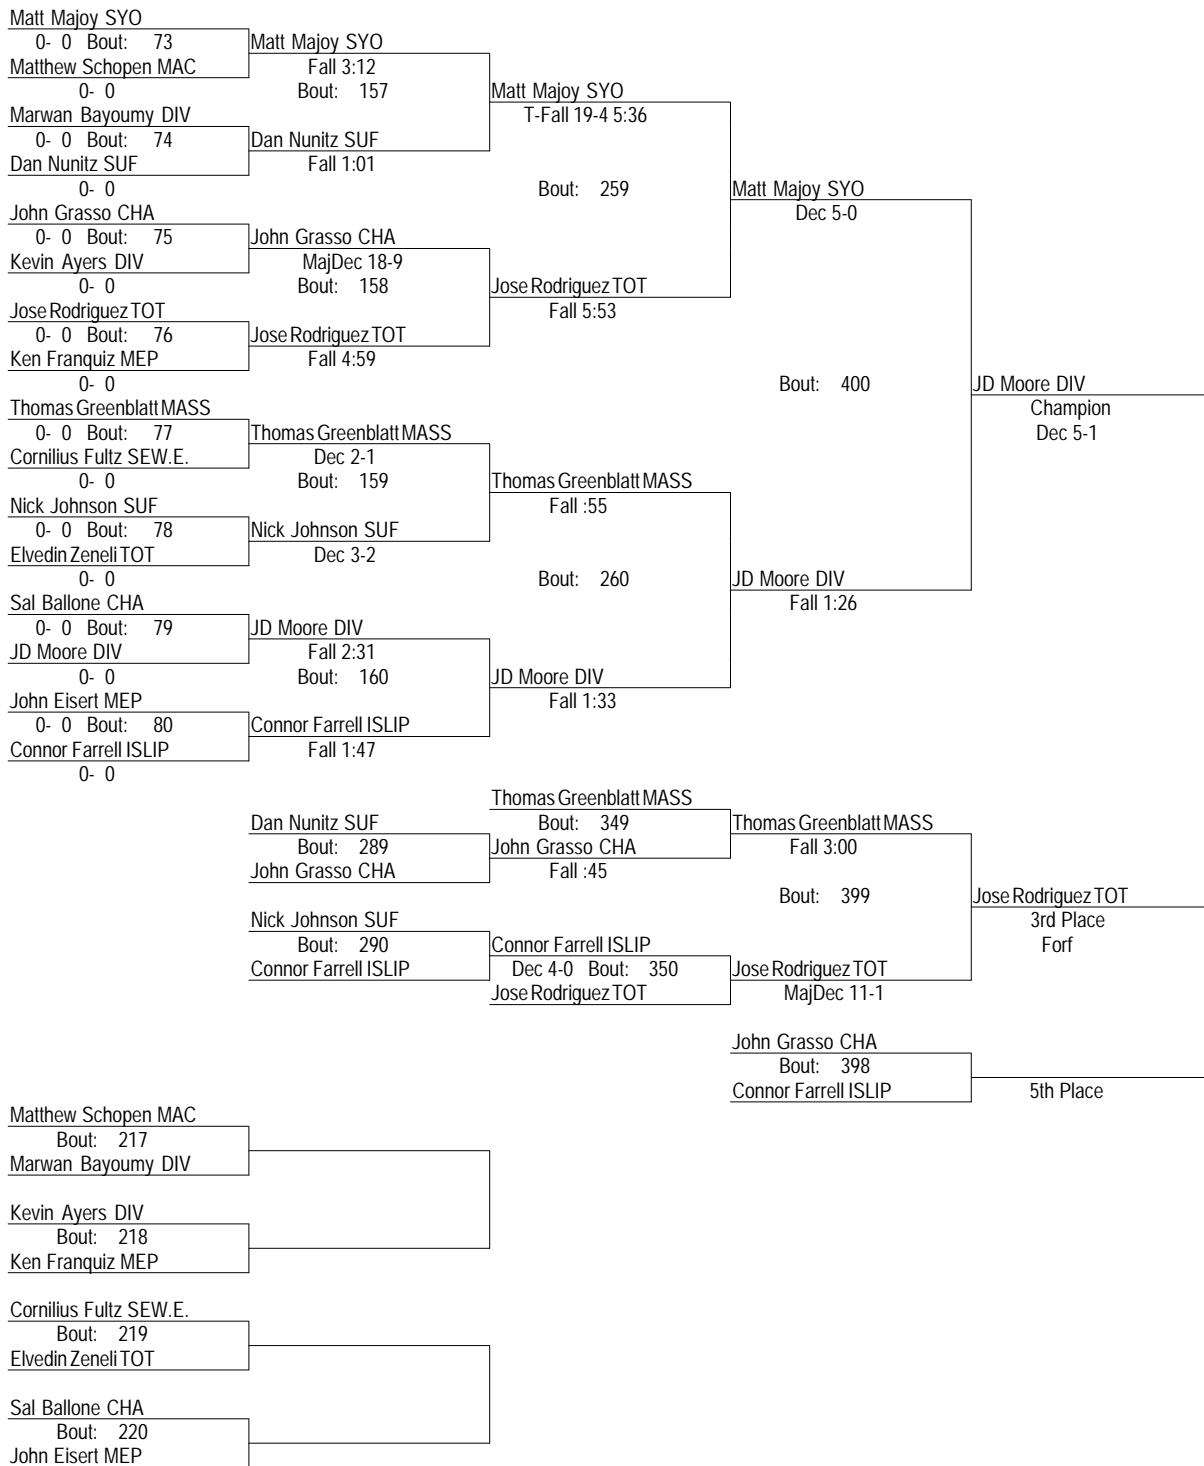 Matt Majoy SYO
0- 0 Bout: 73
Matt Majoy SYO
Matthew Schopen MAC
Fall 3:12
0- 0
Bout: 157
Matt Majoy SYO
Marwan Bayoumy DIV
T-Fall 19-4 5:36
0- 0 Bout: 74
Dan Nunitz SUF
Dan Nunitz SUF
Fall 1:01
0- 0
Bout: 259
Matt Majoy SYO
John Grasso CHA
Dec 5-0
0- 0 Bout: 75
John Grasso CHA
Kevin Ayers DIV
MajDec 18-9
0- 0
Bout: 158
Jose Rodriguez TOT
Jose Rodriguez TOT
Fall 5:53
0- 0 Bout: 76
Jose Rodriguez TOT
Ken Franquiz MEP
Fall 4:59
0- 0
Bout: 400
JD Moore DIV
Thomas Greenblatt MASS
Champion
0- 0 Bout: 77
Thomas Greenblatt MASS
Dec 5-1
Cornilius Fultz SEW.E.
Dec 2-1
0- 0
Bout: 159
Thomas Greenblatt MASS
Nick Johnson SUF
Fall :55
0- 0 Bout: 78
Nick Johnson SUF
Elvedin Zeneli TOT
Dec 3-2
0- 0
Bout: 260
JD Moore DIV
Sal Ballone CHA
Fall 1:26
0- 0 Bout: 79
JD Moore DIV
JD Moore DIV
Fall 2:31
0- 0
Bout: 160
JD Moore DIV
John Eisert MEP
Fall 1:33
0- 0 Bout: 80
Connor Farrell ISLIP
Connor Farrell ISLIP
Fall 1:47
0- 0
Thomas Greenblatt MASS
Dan Nunitz SUF
Bout: 349
Thomas Greenblatt MASS
Bout: 289
John Grasso CHA
Fall 3:00
John Grasso CHA
Fall :45
Bout: 399
Jose Rodriguez TOT
Nick Johnson SUF
3rd Place
Bout: 290
Connor Farrell ISLIP
Forf
Connor Farrell ISLIP
Dec 4-0 Bout: 350
Jose Rodriguez TOT
Jose Rodriguez TOT
MajDec 11-1
John Grasso CHA
Bout: 398
Connor Farrell ISLIP
5th Place
Matthew Schopen MAC
Bout: 217
Marwan Bayoumy DIV
Kevin Ayers DIV
Bout: 218
Ken Franquiz MEP
Cornilius Fultz SEW.E.
Bout: 219
Elvedin Zeneli TOT
Sal Ballone CHA
Bout: 220
John Eisert MEP